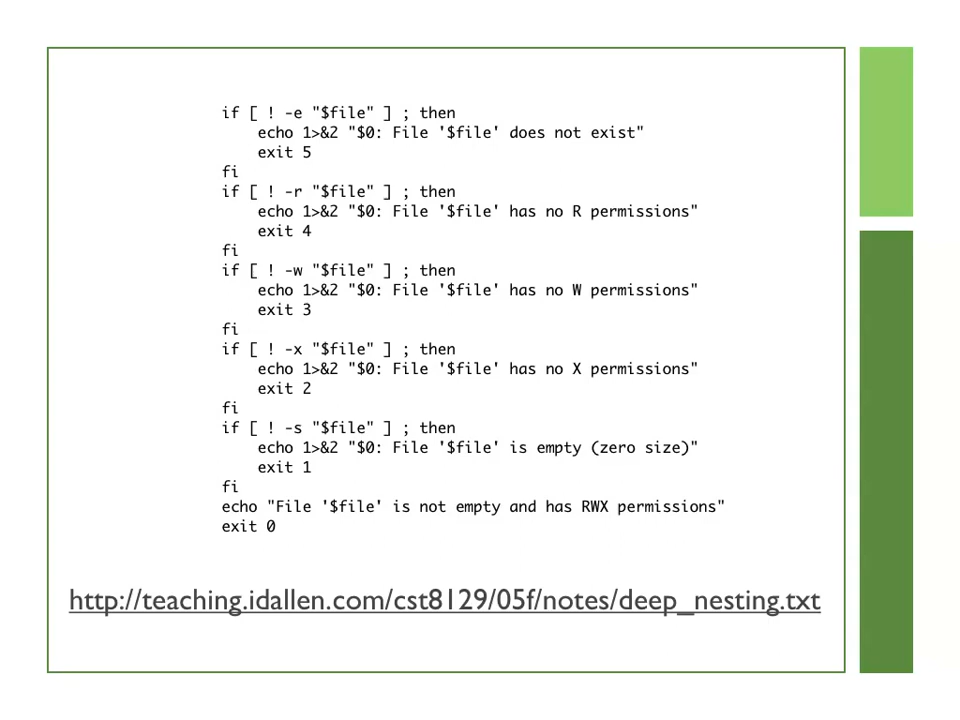 if [ ! -e "$file" ] ; then
    echo 1>&2 "$0: File '$file' does not exist"
    exit 5
fi
if [ ! -r "$file" ] ; then
    echo 1>&2 "$0: File '$file' has no R permissions"
    exit 4
fi
if [ ! -w "$file" ] ; then
    echo 1>&2 "$0: File '$file' has no W permissions"
    exit 3
fi
if [ ! -x "$file" ] ; then
    echo 1>&2 "$0: File '$file' has no X permissions"
    exit 2
fi
if [ ! -s "$file" ] ; then
    echo 1>&2 "$0: File '$file' is empty (zero size)"
    exit 1
fi
echo "File '$file' is not empty and has RWX permissions"
exit 0
http://teaching.idallen.com/cst8129/05f/notes/deep_nesting.txt